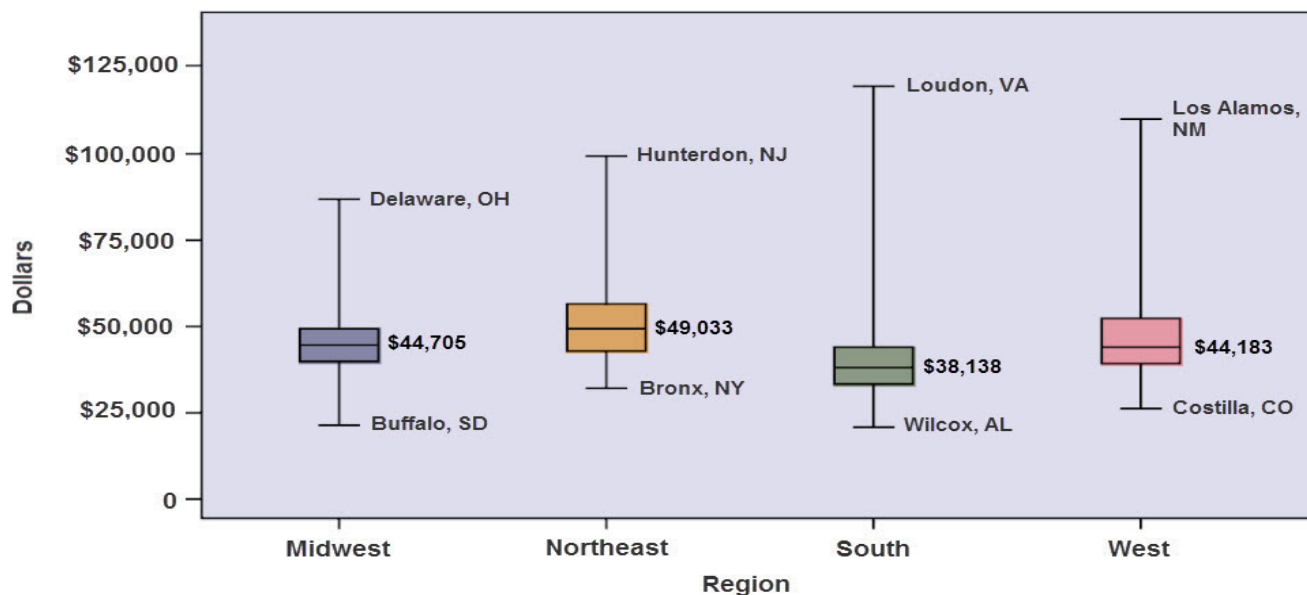 $125,000
$100,000
$75,000
$50,000
$25,000
0
Dollars
Delaware, OH
$44,705
Buffalo, SD
Hunterdon, NJ
$49,033
Bronx, NY
Loudon, VA
$38,138
Wilcox, AL
Los Alamos,
NM
$44,183
Costilla, CO
Midwest
Northeast
South
West
Region